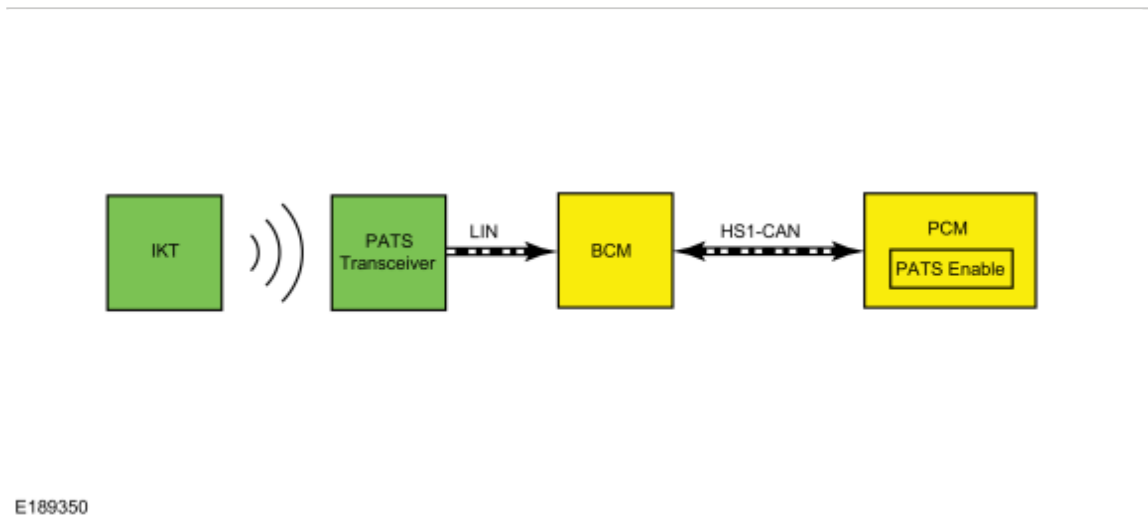 IKT
PATS
Transceiver
LIN
BCM
HS1-CAN
PCM
PATS Enable
E189350